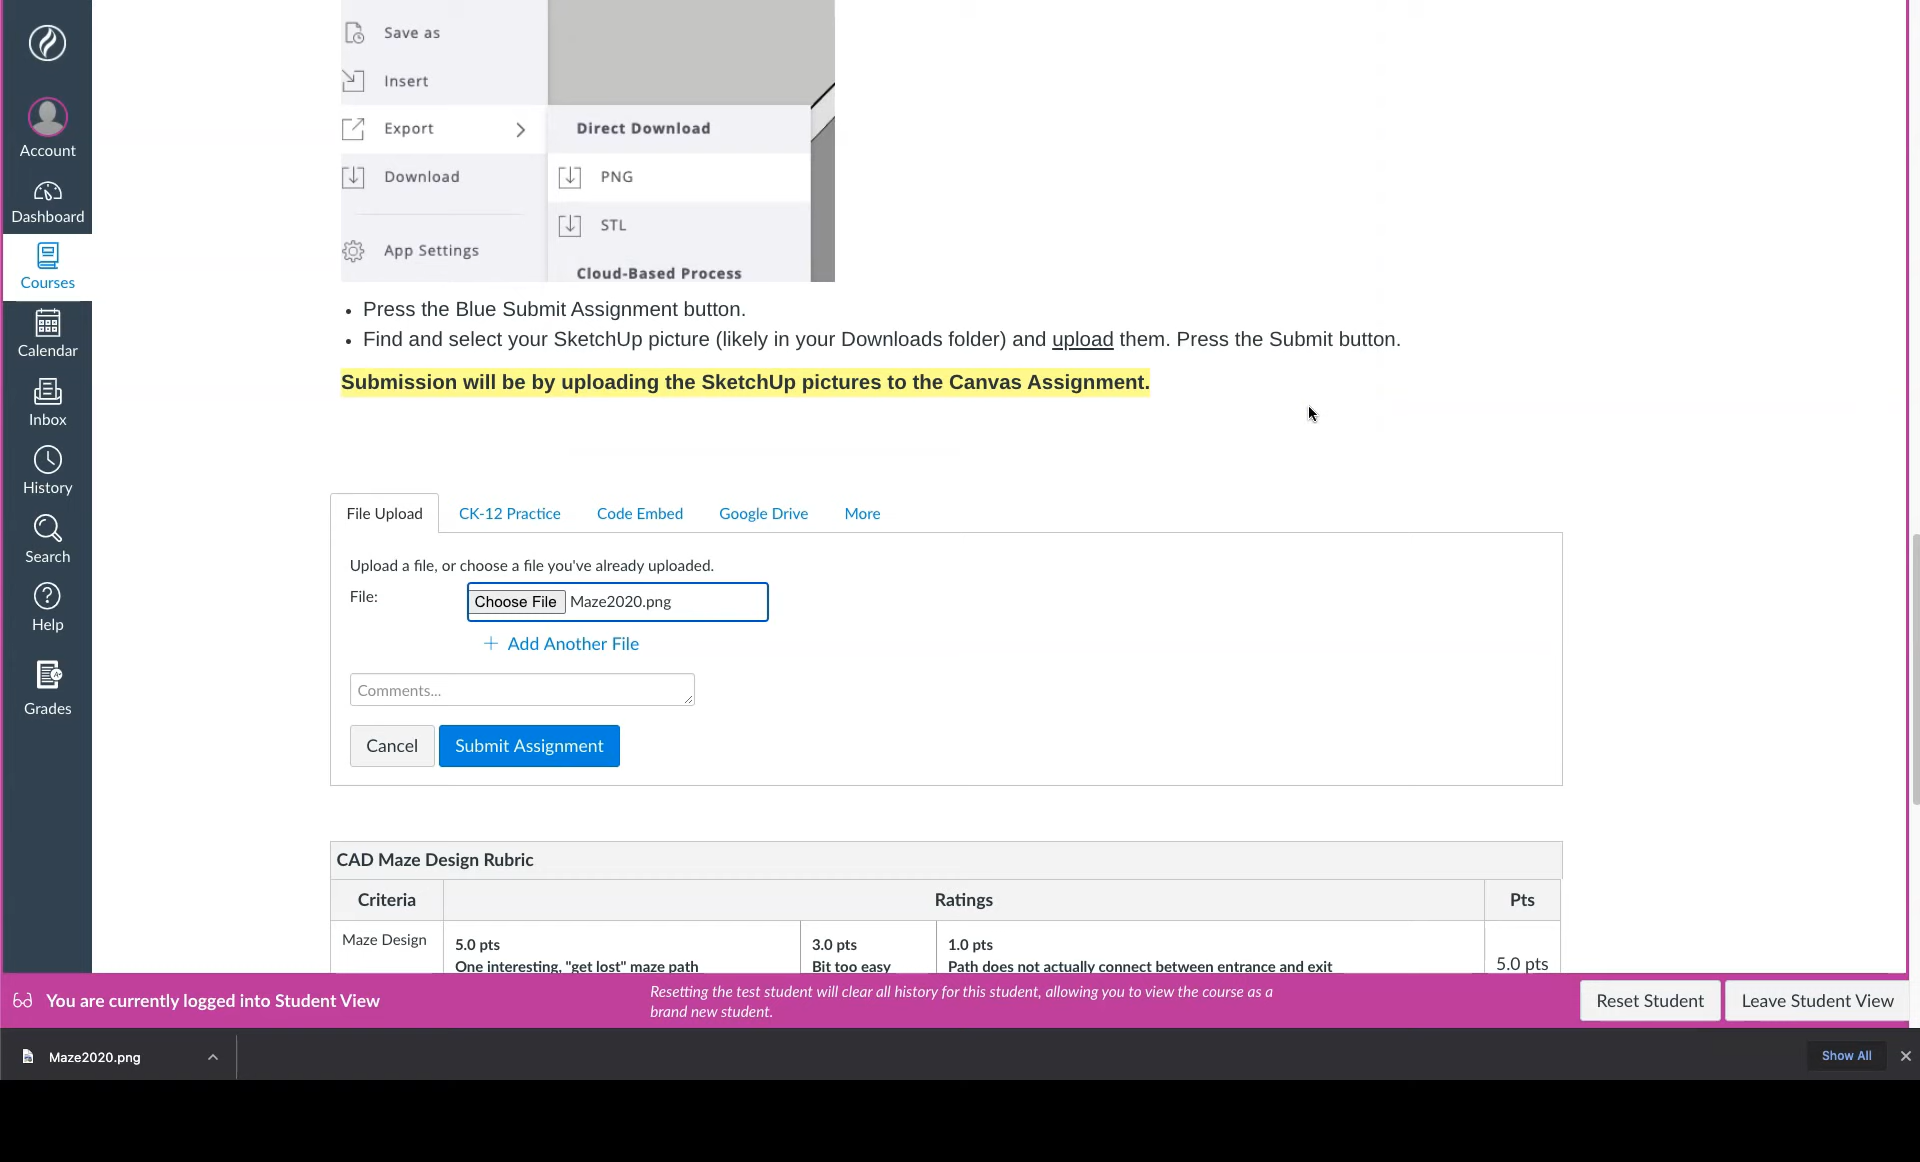 Save as
Insert
Export
Direct Download
Download
PNG
STL
App Settings
Cloud-Based Process
Account
Dashboard
Courses
Calendar
Inbox
History
Search
Help
Grades
• Press the Blue Submit Assignment button.
• Find and select your SketchUp picture (likely in your Downloads folder) and upload them. Press the Submit button.
Submission will be by uploading the SketchUp pictures to the Canvas Assignment.
File Upload CK-12 Practice Code Embed Google Drive More
Upload a file, or choose a file you've already uploaded.
File: Choose File Maze2020.png
+ Add Another File
Comments...
Cancel Submit Assignment
CAD Maze Design Rubric
Criteria Ratings Pts
Maze Design 5.0 pts 3.0 pts 1.0 pts
One interesting, "get lost" maze path Bit too easy Path does not actually connect between entrance and exit 5.0 pts
You are currently logged into Student View
Resetting the test student will clear all history for this student, allowing you to view the course as a
brand new student.
Reset Student Leave Student View
Maze2020.png
Show All